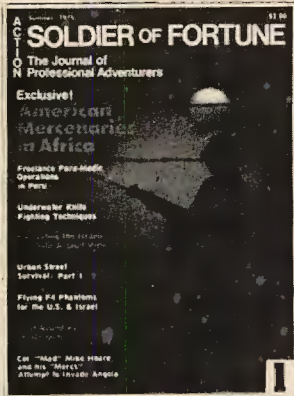 Summer 1975 $2.00
ACTION
SOLDIER OF FORTUNE
The Journal of
Professional Adventurers
Exclusive!
American
Mercenaries
in Africa
Freelance Para-Medic
Operations
in Peru
Underwater Knife
Fighting Techniques
Urban Street
Survival: Part I
Flying F4 Phantoms
for the U.S. & Israel
Col "Mad" Mike Hoare
and his "Mercs"
Attempt to Invade Angola
1